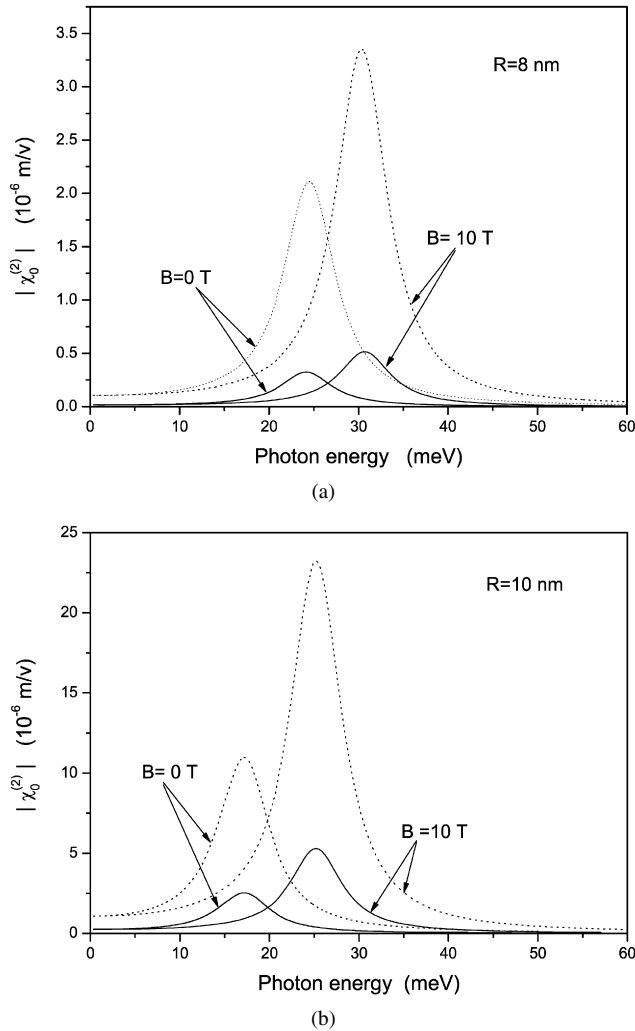 3.5
R=8 nm
3.0
2.5
| χ₀⁽²⁾ | (10⁻⁶ m/v)
2.0
B= 10 T
1.5
B=0 T
1.0
0.5
0.0
0 10 20 30 40 50 60
Photon energy (meV)
(a)
25
R=10 nm
20
| χ₀⁽²⁾ | (10⁻⁶ m/v)
15
B= 0 T
10
B =10 T
5
0
0 10 20 30 40 50 60
Photon energy (meV)
(b)